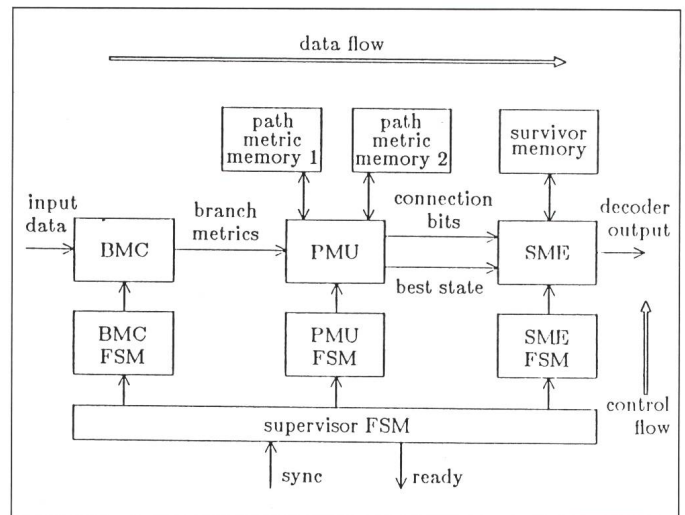 data flow
path
metric
memory 1
path
metric
memory 2
survivor
memory
input
data
BMC
branch
metrics
PMU
connection
bits
best state
SME
decoder
output
BMC
FSM
PMU
FSM
SME
FSM
control
flow
supervisor FSM
sync
ready